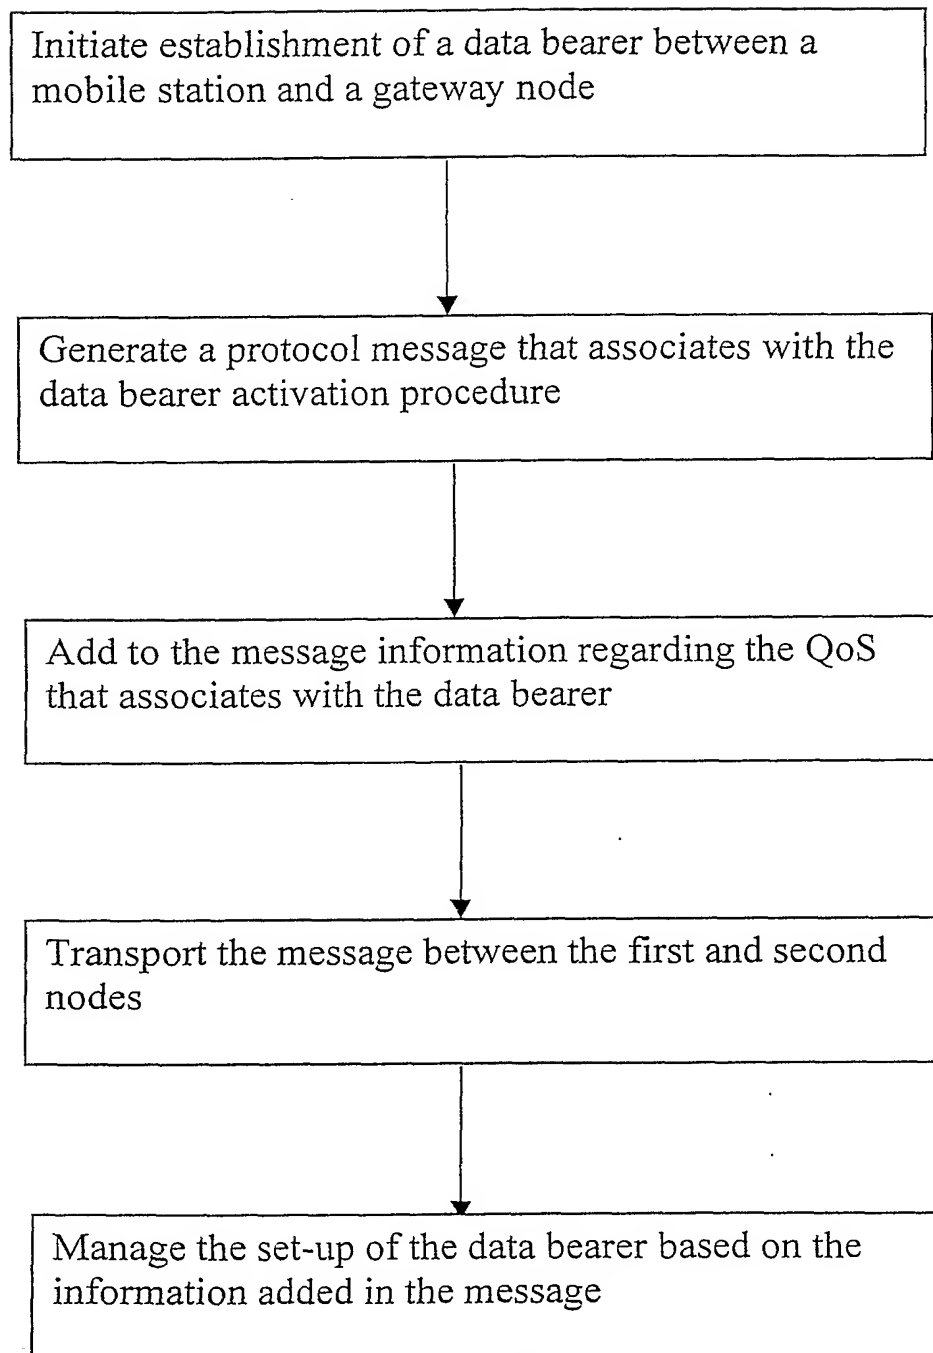 Initiate establishment of a data bearer between a
mobile station and a gateway node
Generate a protocol message that associates with the
data bearer activation procedure
Add to the message information regarding the QoS
that associates with the data bearer
Transport the message between the first and second
nodes
Manage the set-up of the data bearer based on the
information added in the message